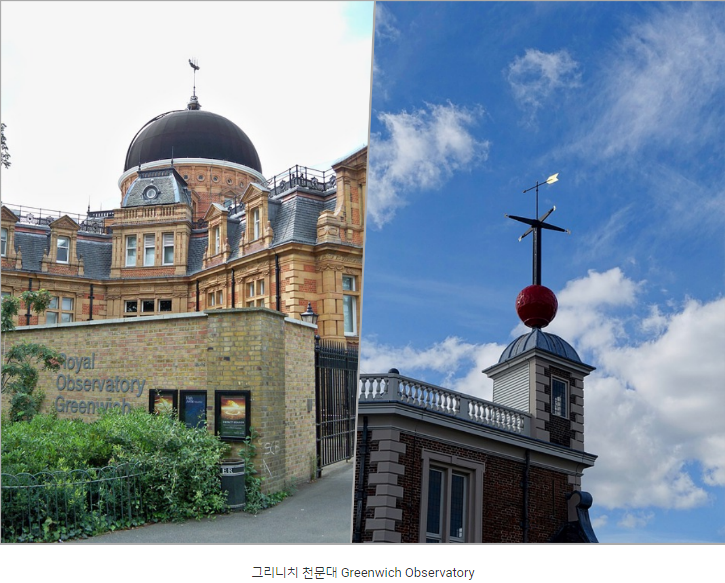 Royal
Observatory
Greenwich
그리니치 천문대 Greenwich Observatory